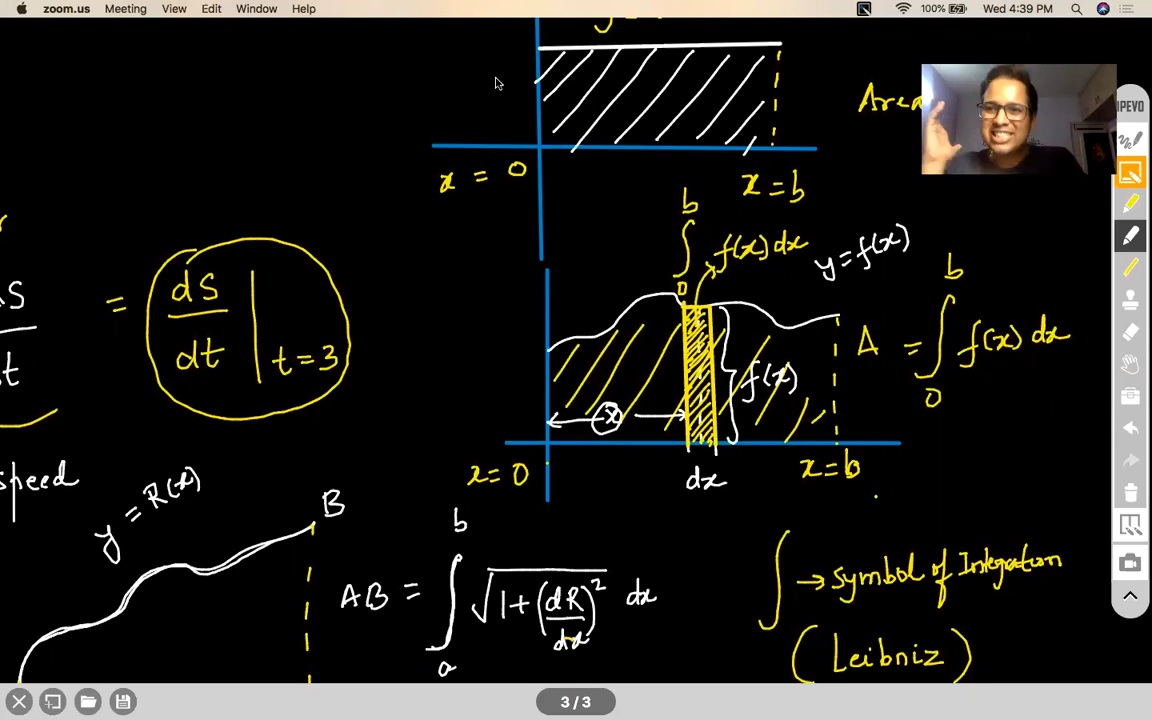 zoom.us Meeting View Edit Window Help 100% Wed 4:39 PM
IPEVO
Area
x = 0
x = b
b
∫ f(x) dx
0
y = f(x)
dS
dt | t = 3
=
f(x)
x
A = ∫ f(x) dx
b
0
x = 0
dx
x = b
speed
y = R(x)
B
b
AB = ∫ √1 + (dR/dx)² dx
a
∫ → symbol of Integration
(Leibniz)
3 / 3